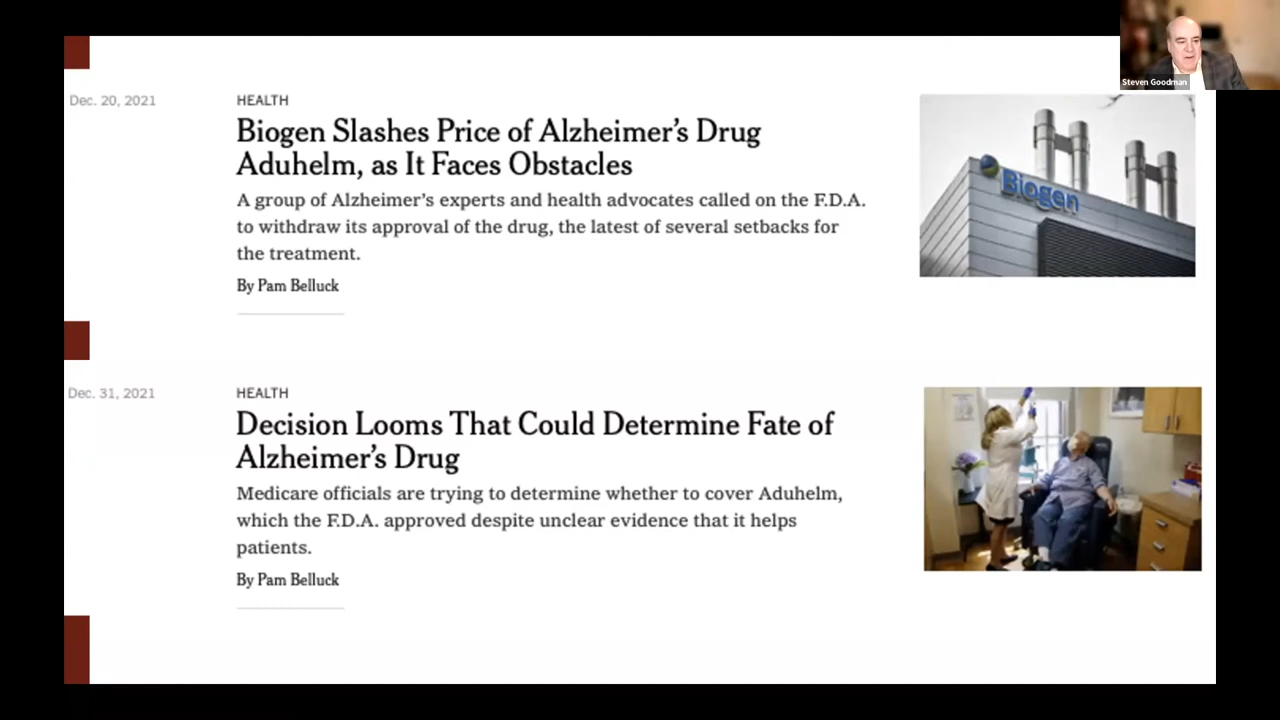 Steven Goodman
Dec. 20, 2021
HEALTH
Biogen Slashes Price of Alzheimer’s Drug
Aduhelm, as It Faces Obstacles
A group of Alzheimer’s experts and health advocates called on the F.D.A.
to withdraw its approval of the drug, the latest of several setbacks for
the treatment.
By Pam Belluck
Biogen
Dec. 31, 2021
HEALTH
Decision Looms That Could Determine Fate of
Alzheimer’s Drug
Medicare officials are trying to determine whether to cover Aduhelm,
which the F.D.A. approved despite unclear evidence that it helps
patients.
By Pam Belluck